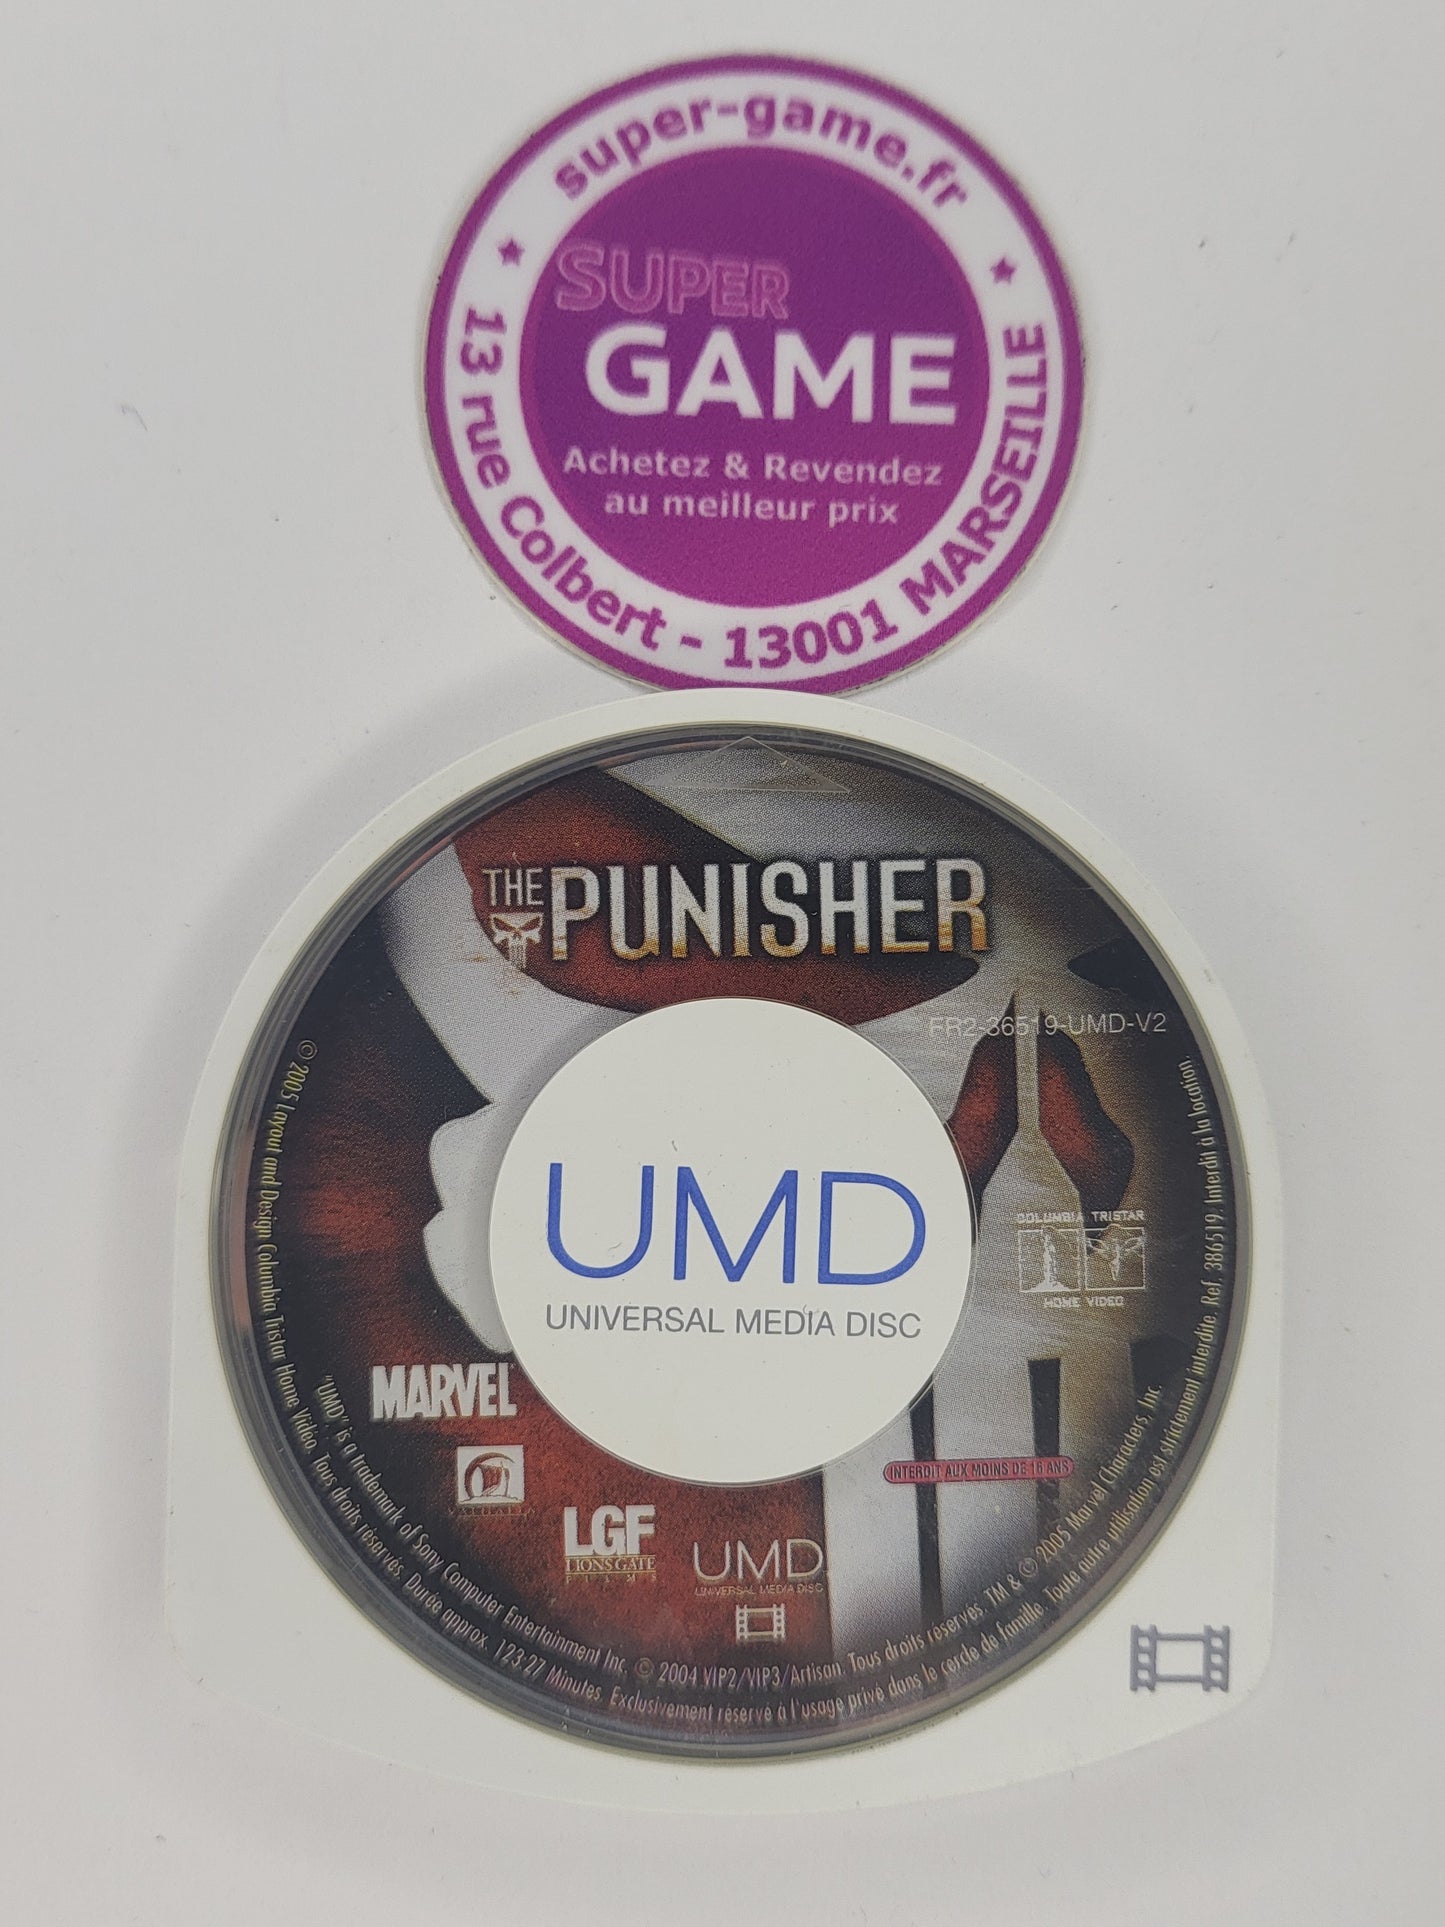 super-game.fr
SUPER
GAME
Achetez & Revendez
au meilleur prix
13 rue Colbert - 13001 MARSEILLE
THE PUNISHER
FR2-36519-UMD-V2
UMD
UNIVERSAL MEDIA DISC
COLUMBIA TRISTAR
HOME VIDEO
MARVEL
INTERDIT AUX MOINS DE 16 ANS
VALHALLA
LGF
LIONS GATE
FILMS
UMD
UNIVERSAL MEDIA DISC
"UMD" is a trademark of Sony Computer Entertainment Inc. © 2004 VIP2/VIP3/Artisan. Tous droits réservés. TM & © 2005 Marvel Characters, Inc.
© 2005 Layout and Design Columbia Tristar Home Vidéo. Tous droits réservés. Durée approx. 123:27 Minutes. Exclusivement réservé à l'usage privé dans le cercle de famille. Toute autre utilisation est strictement interdite. Ref. 386519. Interdit à la location.